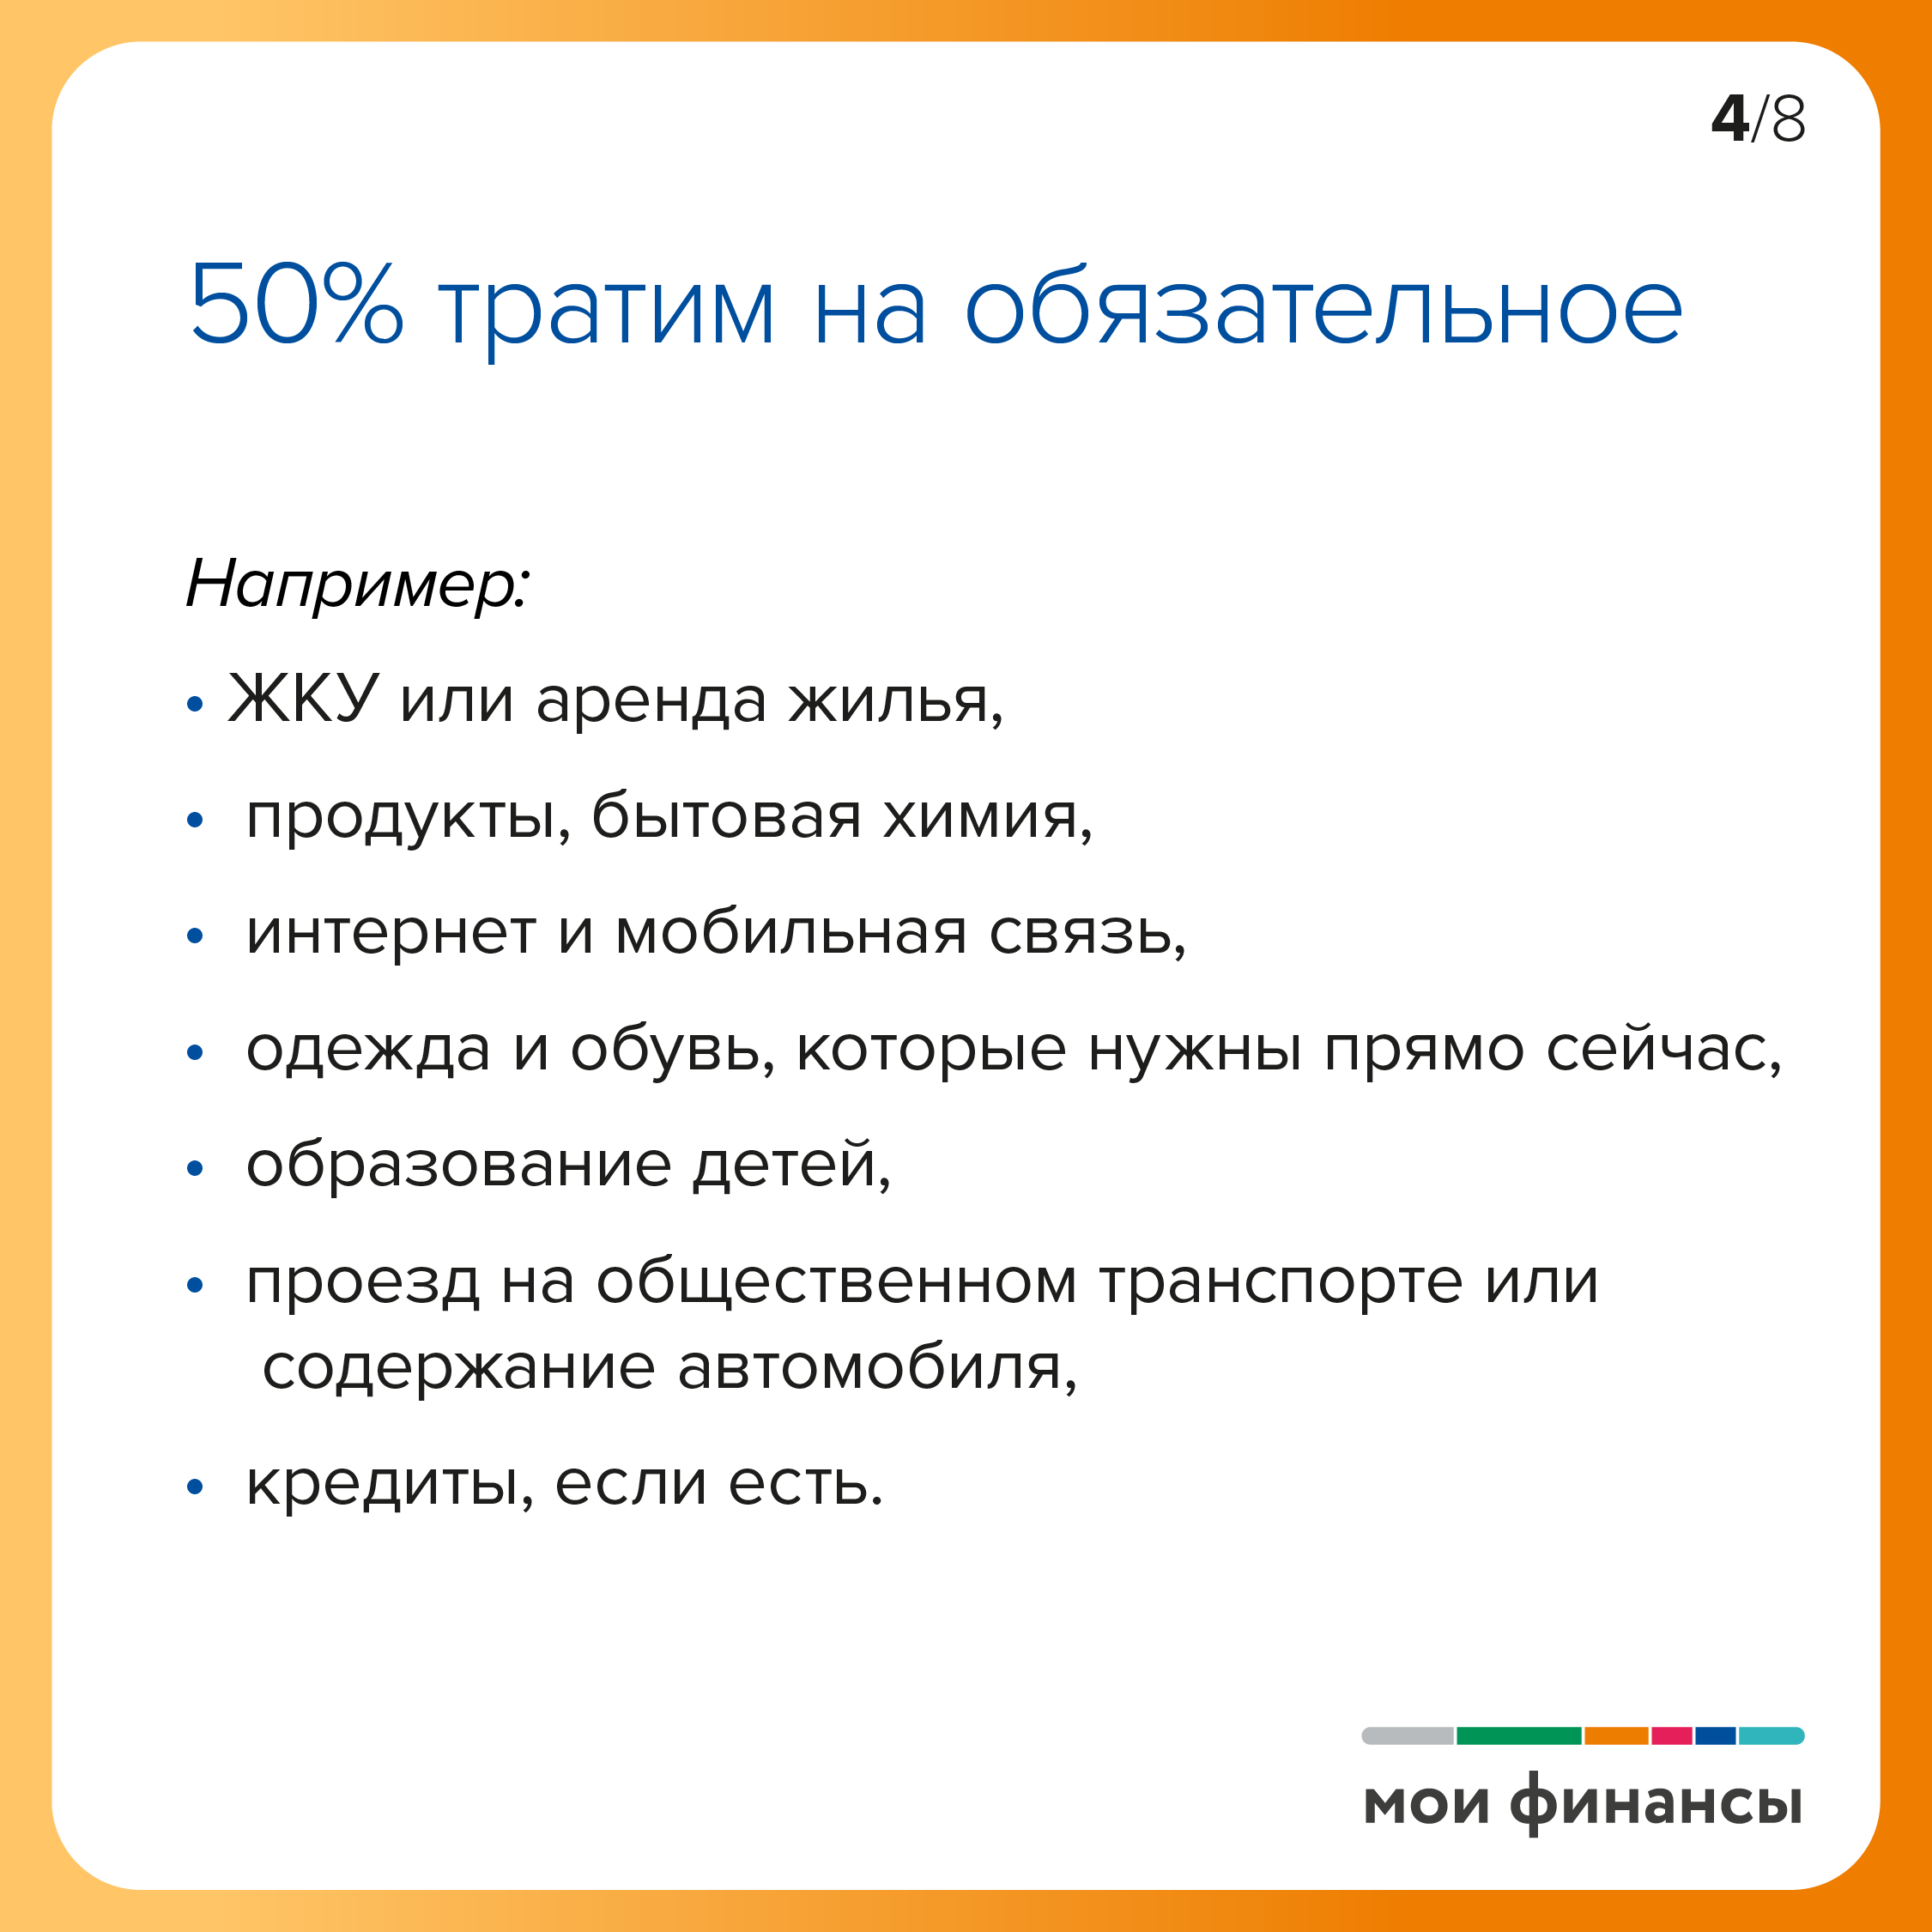 4/8
50% тратим на обязательное
Например:
• ЖКУ или аренда жилья,
• продукты, бытовая химия,
• интернет и мобильная связь,
• одежда и обувь, которые нужны прямо сейчас,
• образование детей,
• проезд на общественном транспорте или
содержание автомобиля,
• кредиты, если есть.
мои финансы